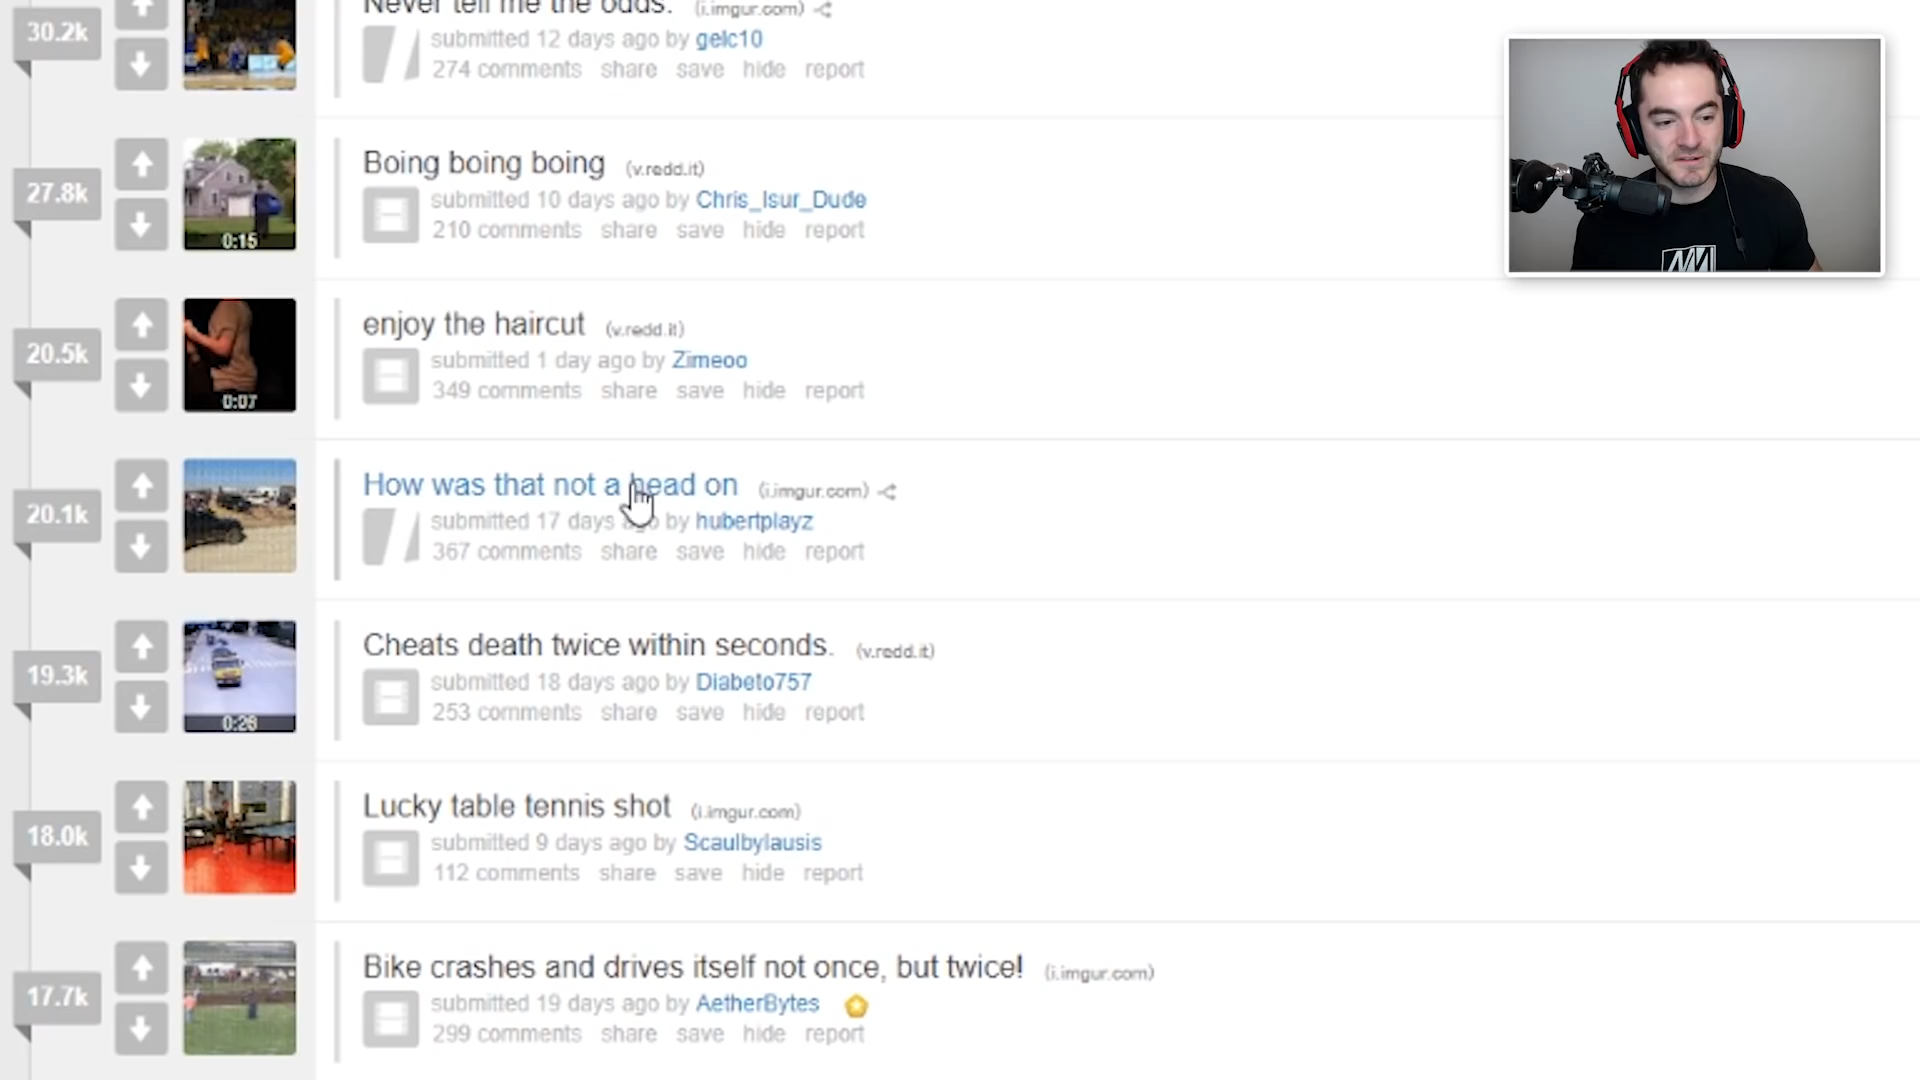 30.2k
Never tell me the odds. (i.imgur.com)
submitted 12 days ago by gelc10
274 comments share save hide report
27.8k
0:15
Boing boing boing (v.redd.it)
submitted 10 days ago by Chris_Isur_Dude
210 comments share save hide report
20.5k
0:07
enjoy the haircut (v.redd.it)
submitted 1 day ago by Zimeoo
349 comments share save hide report
20.1k
How was that not a head on (i.imgur.com)
submitted 17 days ago by hubertplayz
367 comments share save hide report
19.3k
Cheats death twice within seconds. (v.redd.it)
submitted 18 days ago by Diabeto757
253 comments share save hide report
18.0k
Lucky table tennis shot (i.imgur.com)
submitted 9 days ago by Scaulbylausis
112 comments share save hide report
17.7k
Bike crashes and drives itself not once, but twice! (i.imgur.com)
submitted 19 days ago by AetherBytes
299 comments share save hide report